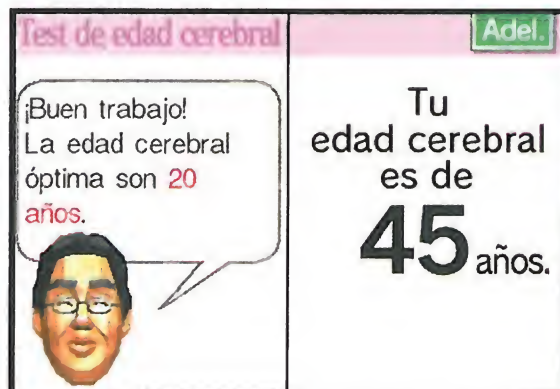 Test de edad cerebral
Adel.
¡Buen trabajo!
La edad cerebral
óptima son 20
años.
Tu
edad cerebral
es de
45 años.